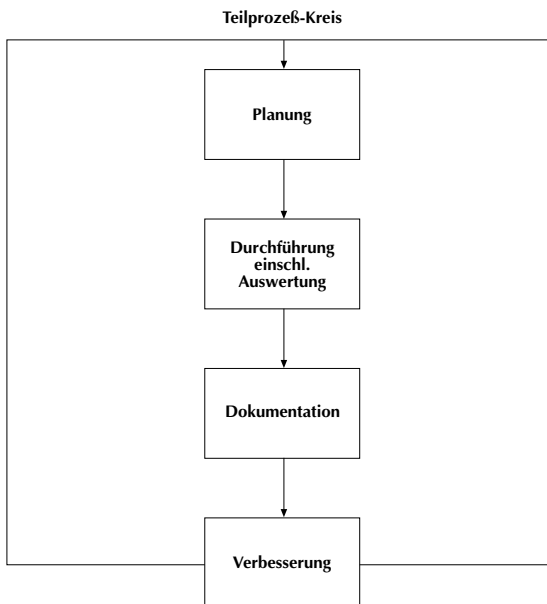 Teilprozeß-Kreis
Planung
Durchführung
einschl.
Auswertung
Dokumentation
Verbesserung